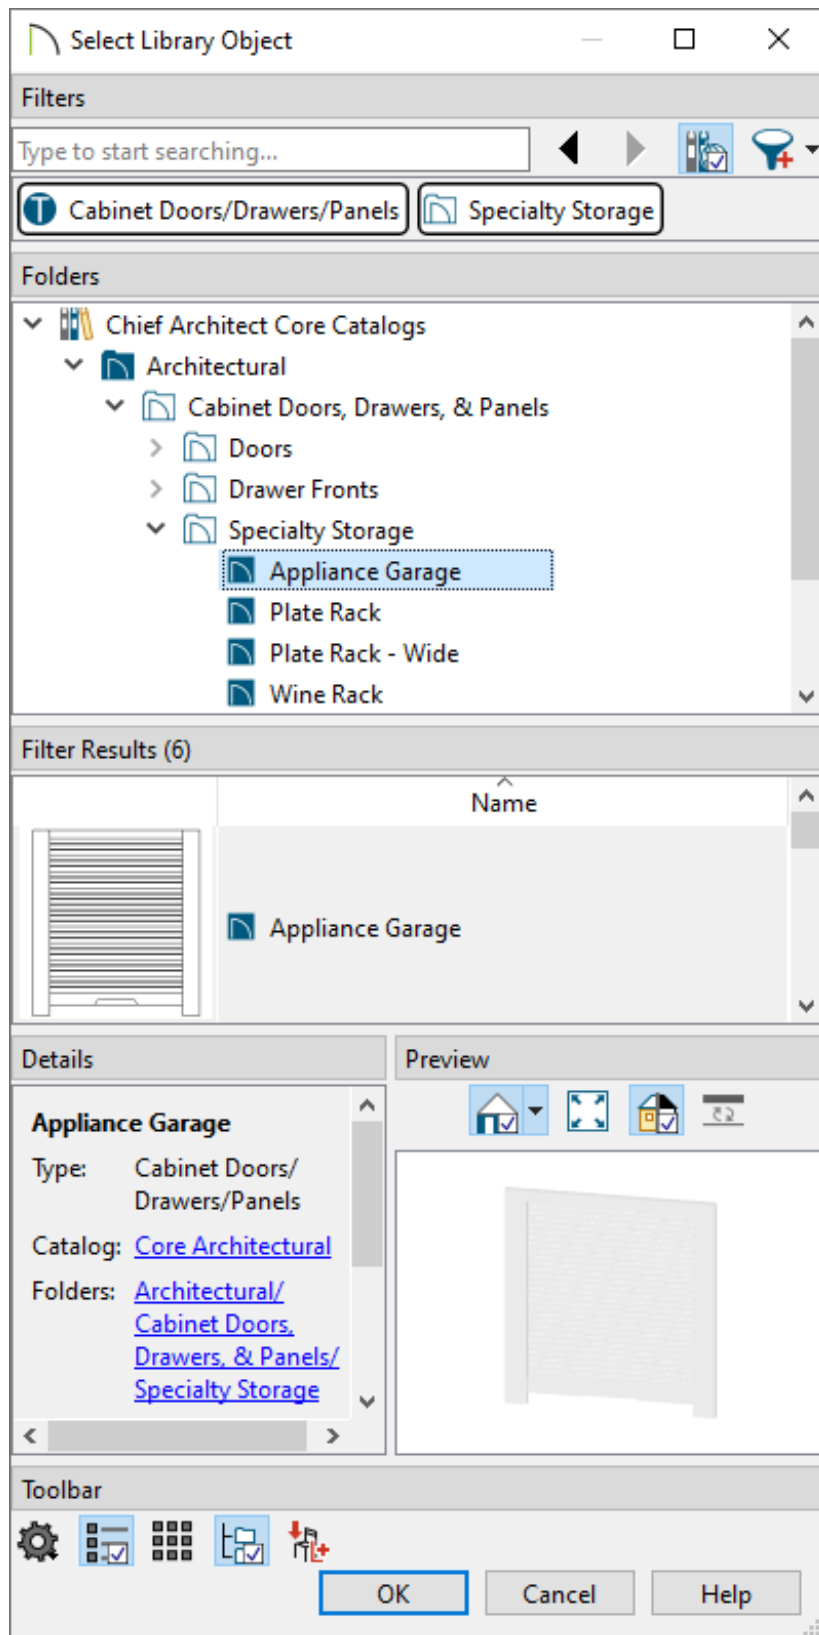 Select Library Object
Filters
Type to start searching...
Cabinet Doors/Drawers/Panels
Specialty Storage
Folders
Chief Architect Core Catalogs
Architectural
Cabinet Doors, Drawers, & Panels
Doors
Drawer Fronts
Specialty Storage
Appliance Garage
Plate Rack
Plate Rack - Wide
Wine Rack
Filter Results (6)
Name
Appliance Garage
Details
Appliance Garage
Type: Cabinet Doors/
Drawers/Panels
Catalog: Core Architectural
Folders: Architectural/
Cabinet Doors,
Drawers, & Panels/
Specialty Storage
Preview
Toolbar
OK
Cancel
Help